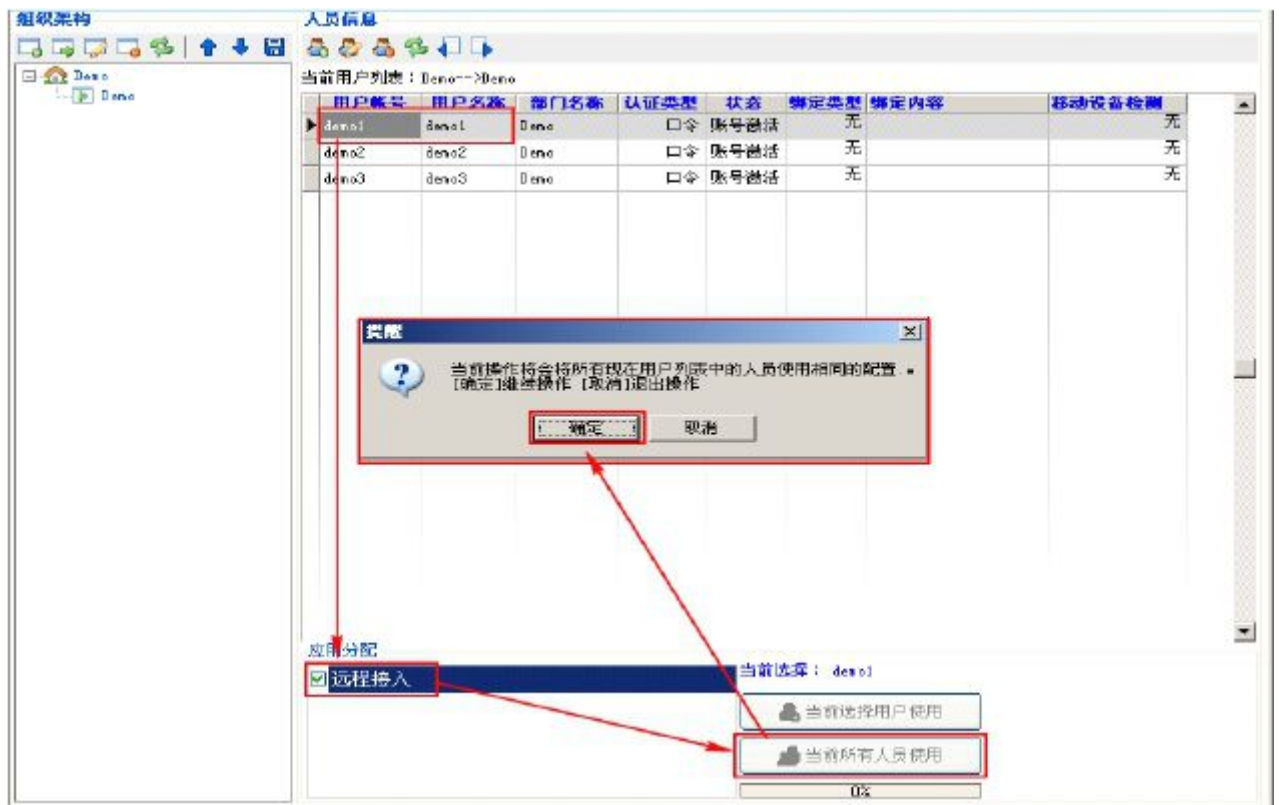 组织架构
人员信息
Demo
Demo
当前用户列表：Demo-->Demo
用户帐号 用户名称 部门名称 认证类型 状态 绑定类型 绑定内容 移动设备检测
demo1 demo1 Demo 口令 账号激活 无 无
demo2 demo2 Demo 口令 账号激活 无 无
demo3 demo3 Demo 口令 账号激活 无 无
提醒
当前操作将会将所有现在用户列表中的人员使用相同的配置.。
[确定]继续操作 [取消]退出操作
确定 取消
应用分配
远程接入
当前选择： demo1
当前选择用户使用
当前所有人员使用
0%